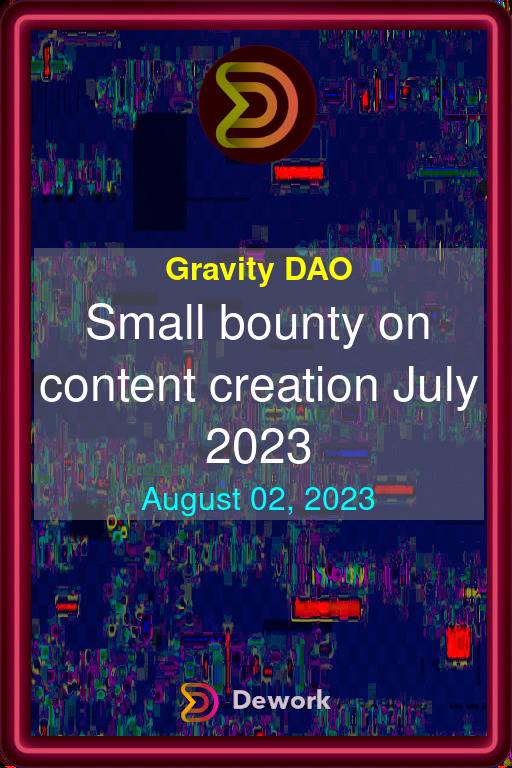 Gravity DAO
Small bounty on
content creation July
2023
August 02, 2023
Dework